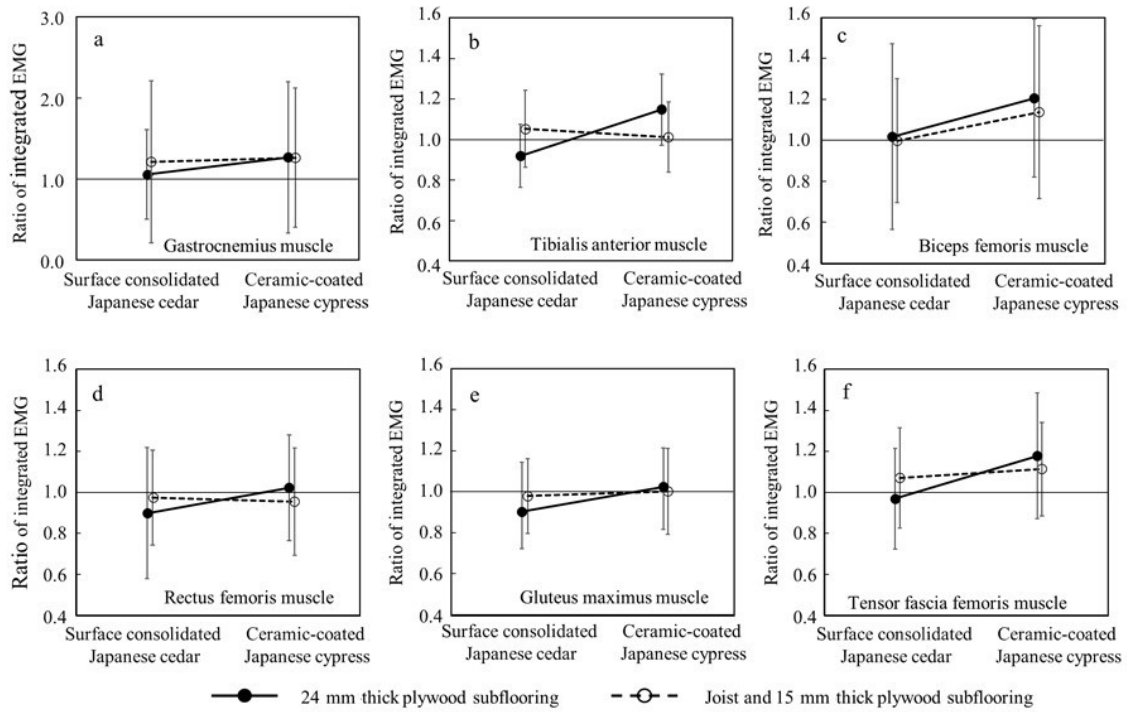 a
Ratio of integrated EMG
3.0
2.0
1.0
0.0
Gastrocnemius muscle
Surface consolidated
Japanese cedar
Ceramic-coated
Japanese cypress
b
Ratio of integrated EMG
1.6
1.4
1.2
1.0
0.8
0.6
0.4
Tibialis anterior muscle
Surface consolidated
Japanese cedar
Ceramic-coated
Japanese cypress
c
Ratio of integrated EMG
1.6
1.4
1.2
1.0
0.8
0.6
0.4
Biceps femoris muscle
Surface consolidated
Japanese cedar
Ceramic-coated
Japanese cypress
d
Ratio of integrated EMG
1.6
1.4
1.2
1.0
0.8
0.6
0.4
Rectus femoris muscle
Surface consolidated
Japanese cedar
Ceramic-coated
Japanese cypress
e
Ratio of integrated EMG
1.6
1.4
1.2
1.0
0.8
0.6
0.4
Gluteus maximus muscle
Surface consolidated
Japanese cedar
Ceramic-coated
Japanese cypress
f
Ratio of integrated EMG
1.6
1.4
1.2
1.0
0.8
0.6
0.4
Tensor fascia femoris muscle
Surface consolidated
Japanese cedar
Ceramic-coated
Japanese cypress
24 mm thick plywood subflooring
Joist and 15 mm thick plywood subflooring